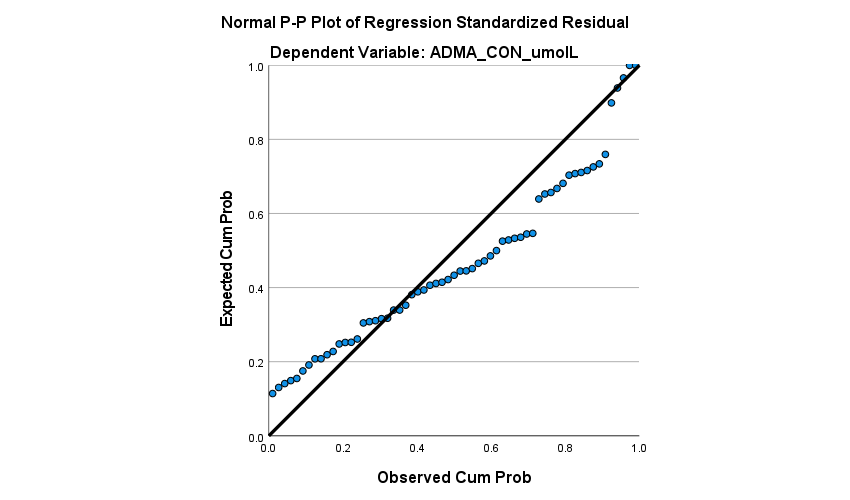 Normal P-P Plot of Regression Standardized Residual
Dependent Variable: ADMA_CON_umolL
1.0
0.8
0.6
0.4
0.2
0.0
Expected Cum Prob
0.0 0.2 0.4 0.6 0.8 1.0
Observed Cum Prob